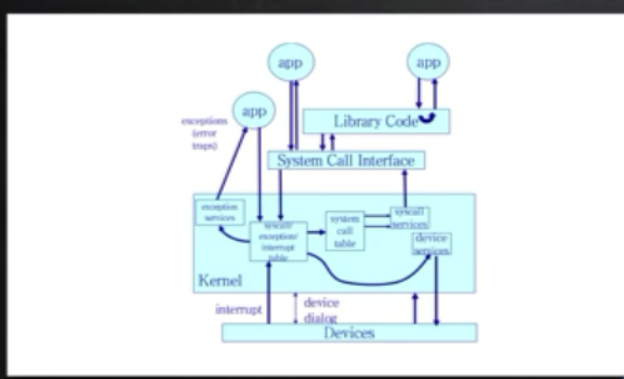 app
app
app
exceptions
(error
traps)
Library Code
System Call Interface
exception
services
syscall/
exception/
interrupt
table
system
call
table
syscall
services
device
services
Kernel
interrupt
device
dialog
Devices